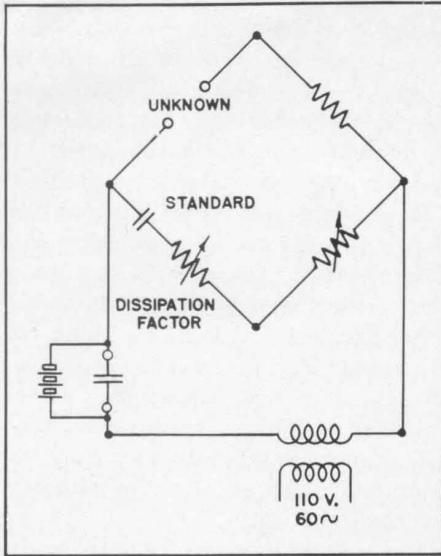 UNKNOWN
STANDARD
DISSIPATION
FACTOR
110 V.
60∿